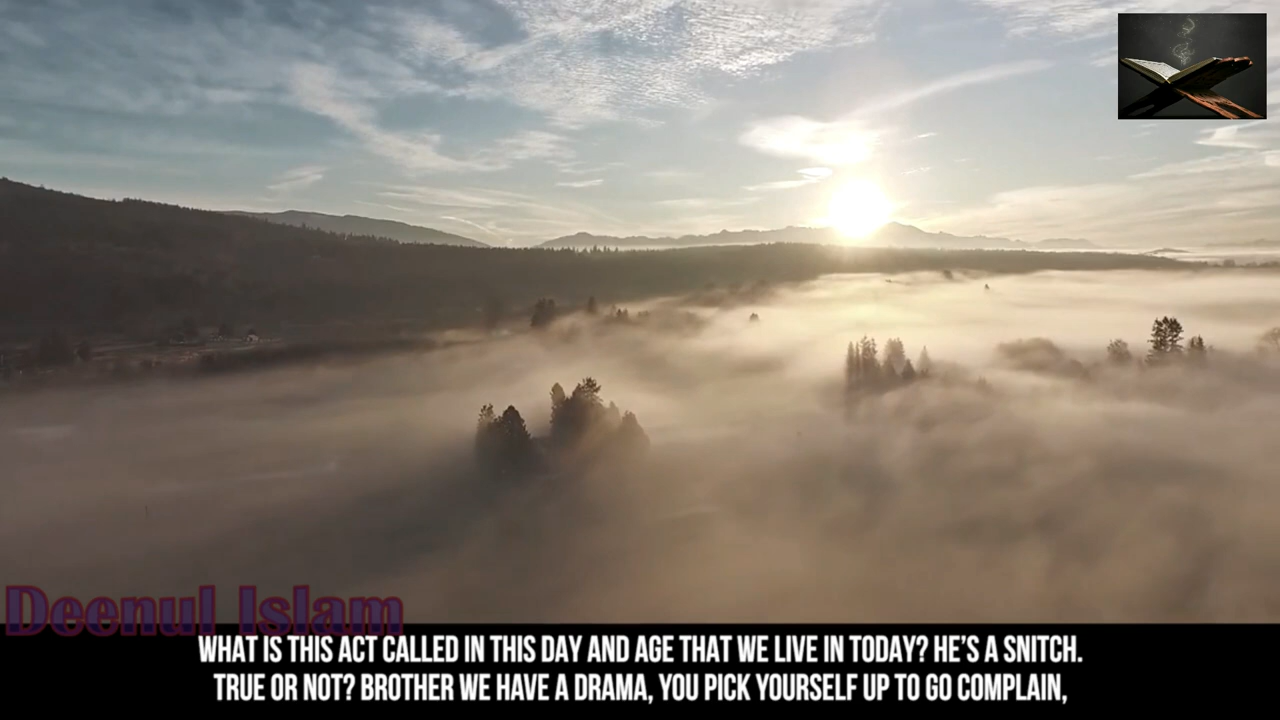 Deenul Islam
WHAT IS THIS ACT CALLED IN THIS DAY AND AGE THAT WE LIVE IN TODAY? HE'S A SNITCH.
TRUE OR NOT? BROTHER WE HAVE A DRAMA, YOU PICK YOURSELF UP TO GO COMPLAIN,